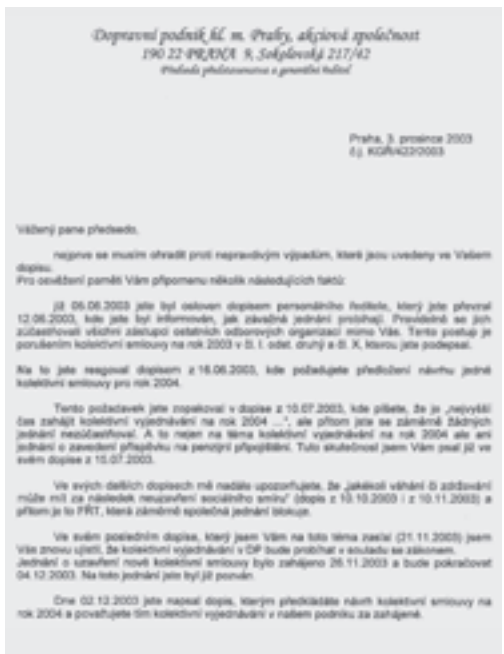 Dopravní podnik hl. m. Prahy, akciová společnost
190 22 PRAHA 9, Sokolovská 217/42
Předseda představenstva a generální ředitel
Praha, 3. prosince 2003
č.j. KGŘ/422/2003
Vážený pane předsedo,
nejprve se musím ohradit proti nepravdivým výpadům, které jsou uvedeny ve Vašem
dopisu.
Pro osvěžení paměti Vám připomenu několik následujících faktů:
již 06.06.2003 jste byl osloven dopisem personálního ředitele, který jste převzal
12.06.2003, kde jste byl informován, jak závažná jednání probíhají. Pravidelně se jich
zúčastňovali všichni zástupci ostatních odborových organizací mimo Vás. Tento postup je
porušením kolektivní smlouvy na rok 2003 v čl. I. odst. druhý a čl. X, kterou jste podepsal.
Na to jste reagoval dopisem z 16.06.2003, kde požadujete předložení návrhu jedné
kolektivní smlouvy pro rok 2004.
Tento požadavek jste zopakoval v dopise z 10.07.2003, kde píšete, že je „nejvyšší
čas zahájit kolektivní vyjednávání na rok 2004 ...“, ale přitom jste se záměrně žádných
jednání nezúčastňoval. A to nejen na téma kolektivní vyjednávání na rok 2004 ale ani
jednání o zavedení příspěvku na penzijní připojištění. Tuto skutečnost jsem Vám psal již ve
svém dopise z 15.07.2003.
Ve svých dalších dopisech mě nadále upozorňujete, že „jakékoli váhání či zdržování
může mít za následek neuzavření sociálního smíru“ (dopis z 10.10.2003 i z 10.11.2003) a
přitom je to FŘT, která záměrně společná jednání blokuje.
Ve svém posledním dopise, který jsem Vám na toto téma zaslal (21.11.2003) jsem
Vás znovu ujistil, že kolektivní vyjednávání v DP bude probíhat v souladu se zákonem.
Jednání o uzavření nové kolektivní smlouvy bylo zahájeno 26.11.2003 a bude pokračovat
04.12.2003. Na toto jednání jste byl již pozván.
Dne 02.12.2003 jste napsal dopis, kterým předkládáte návrh kolektivní smlouvy na
rok 2004 a považujete tím kolektivní vyjednávání v našem podniku za zahájené.